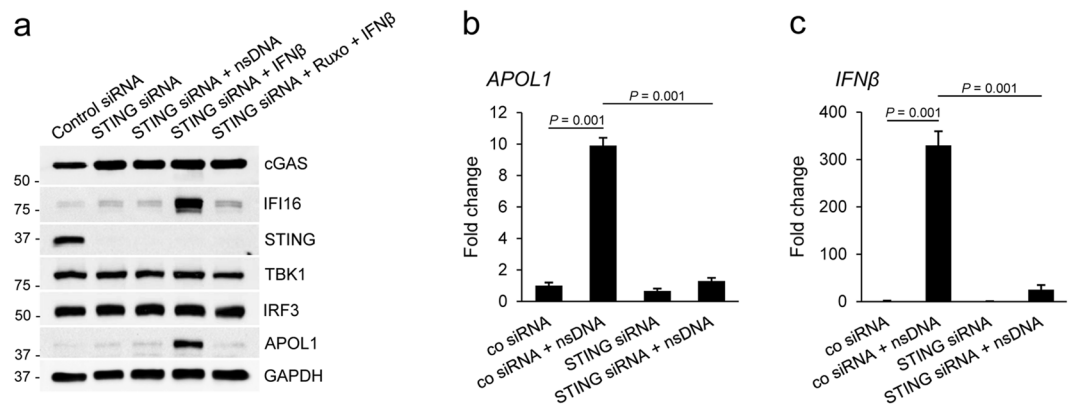 a
Control siRNA
STING siRNA
STING siRNA + nsDNA
STING siRNA + IFNβ
STING siRNA + Ruxo + IFNβ
cGAS
50 -
IFI16
75 -
37 -
STING
TBK1
75 -
IRF3
50 -
APOL1
37 -
37 -
GAPDH
b
APOL1
P = 0.001
P = 0.001
12
10
8
6
4
2
0
Fold change
co siRNA
co siRNA + nsDNA
STING siRNA
STING siRNA + nsDNA
c
IFNβ
P = 0.001
P = 0.001
400
300
200
100
0
Fold change
co siRNA
co siRNA + nsDNA
STING siRNA
STING siRNA + nsDNA